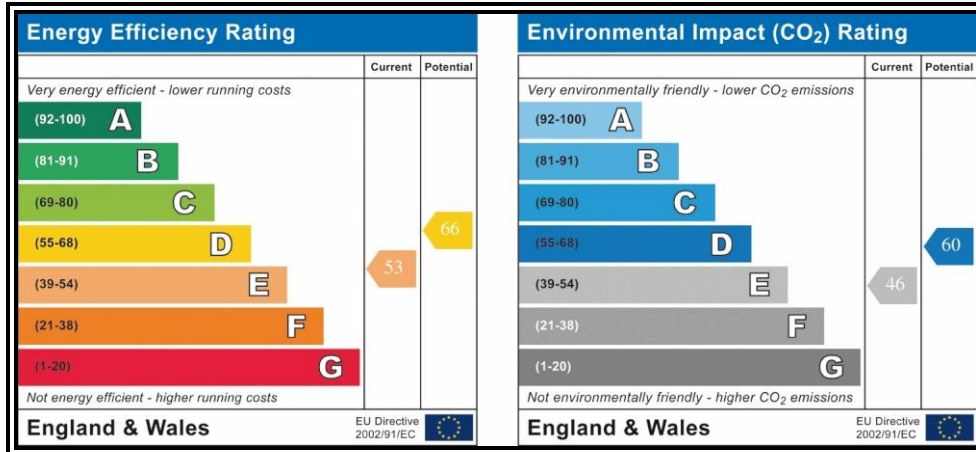 Energy Efficiency Rating
Current Potential
Very energy efficient - lower running costs
(92-100) A
(81-91) B
(69-80) C
(55-68) D
66
53
(39-54) E
(21-38) F
(1-20) G
Not energy efficient - higher running costs
England & Wales
EU Directive
2002/91/EC
Environmental Impact (CO₂) Rating
Current Potential
Very environmentally friendly - lower CO₂ emissions
(92-100) A
(81-91) B
(69-80) C
(55-68) D
60
(39-54) E
46
(21-38) F
(1-20) G
Not environmentally friendly - higher CO₂ emissions
England & Wales
EU Directive
2002/91/EC